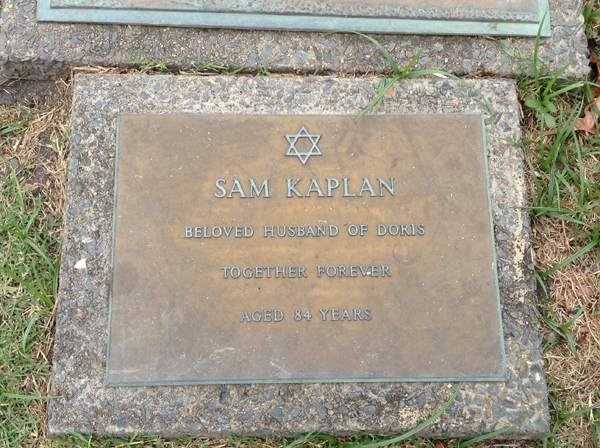 SAM KAPLAN
BELOVED HUSBAND OF DORIS
TOGETHER FOREVER
AGED 84 YEARS